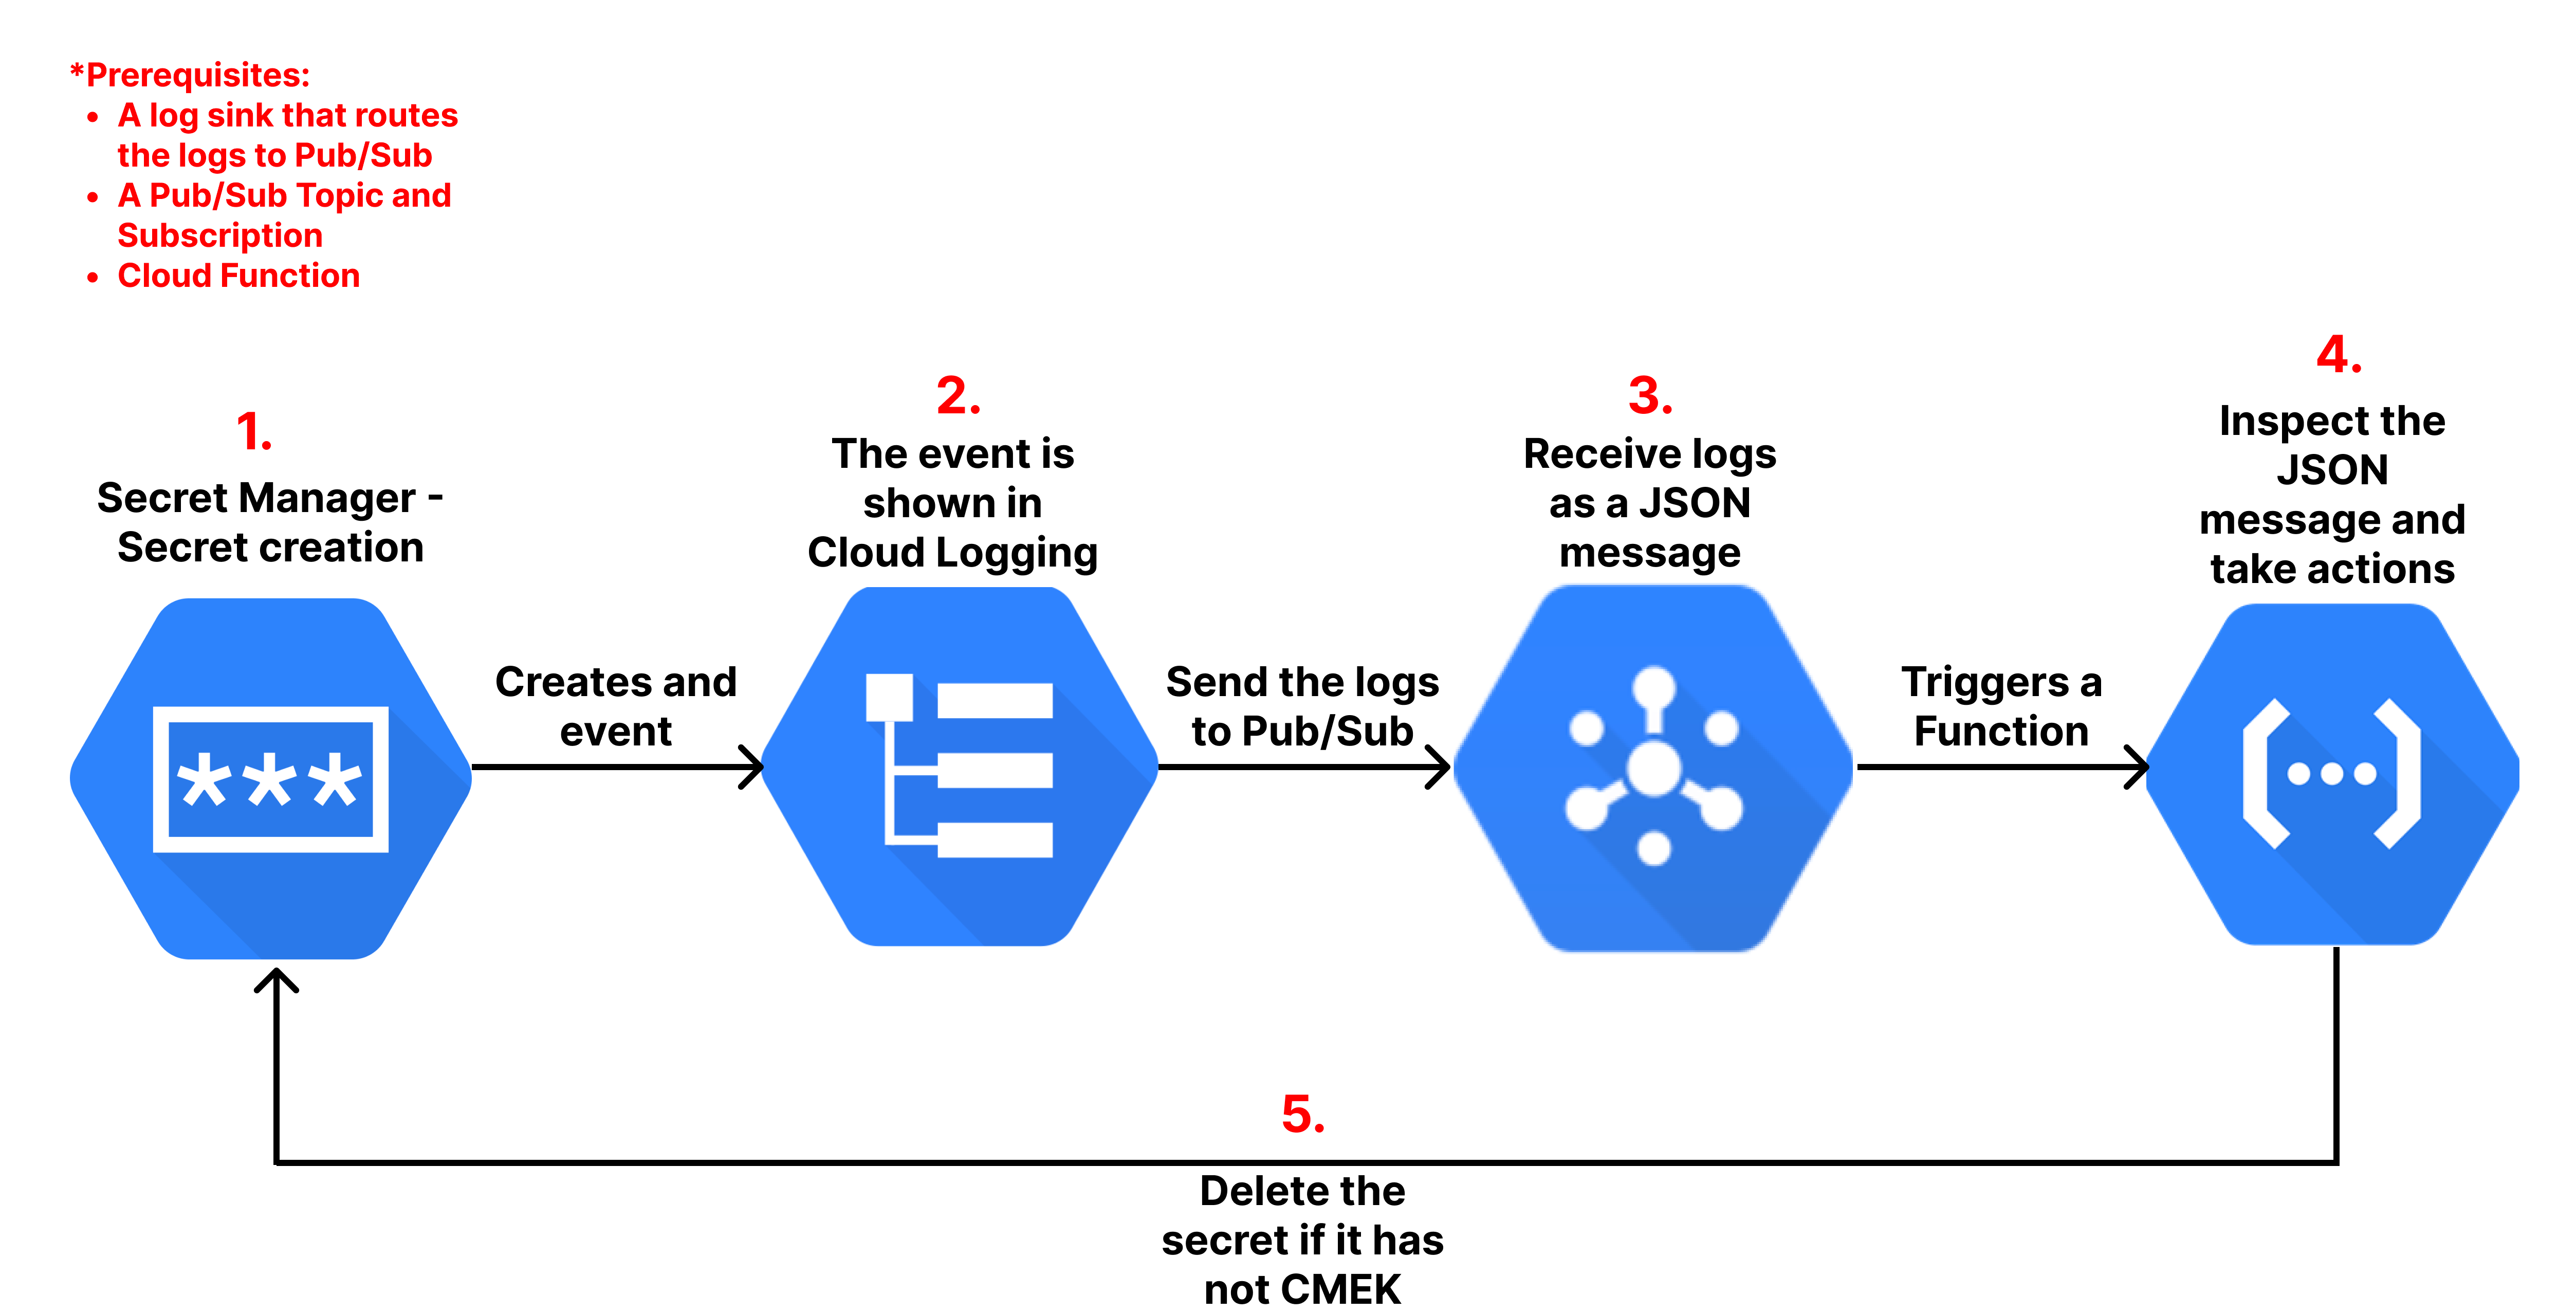 *Prerequisites:
• A log sink that routes
the logs to Pub/Sub
• A Pub/Sub Topic and
Subscription
• Cloud Function
1.
Secret Manager -
Secret creation
Creates and
event
2.
The event is
shown in
Cloud Logging
Send the logs
to Pub/Sub
3.
Receive logs
as a JSON
message
Triggers a
Function
4.
Inspect the
JSON
message and
take actions
5.
Delete the
secret if it has
not CMEK